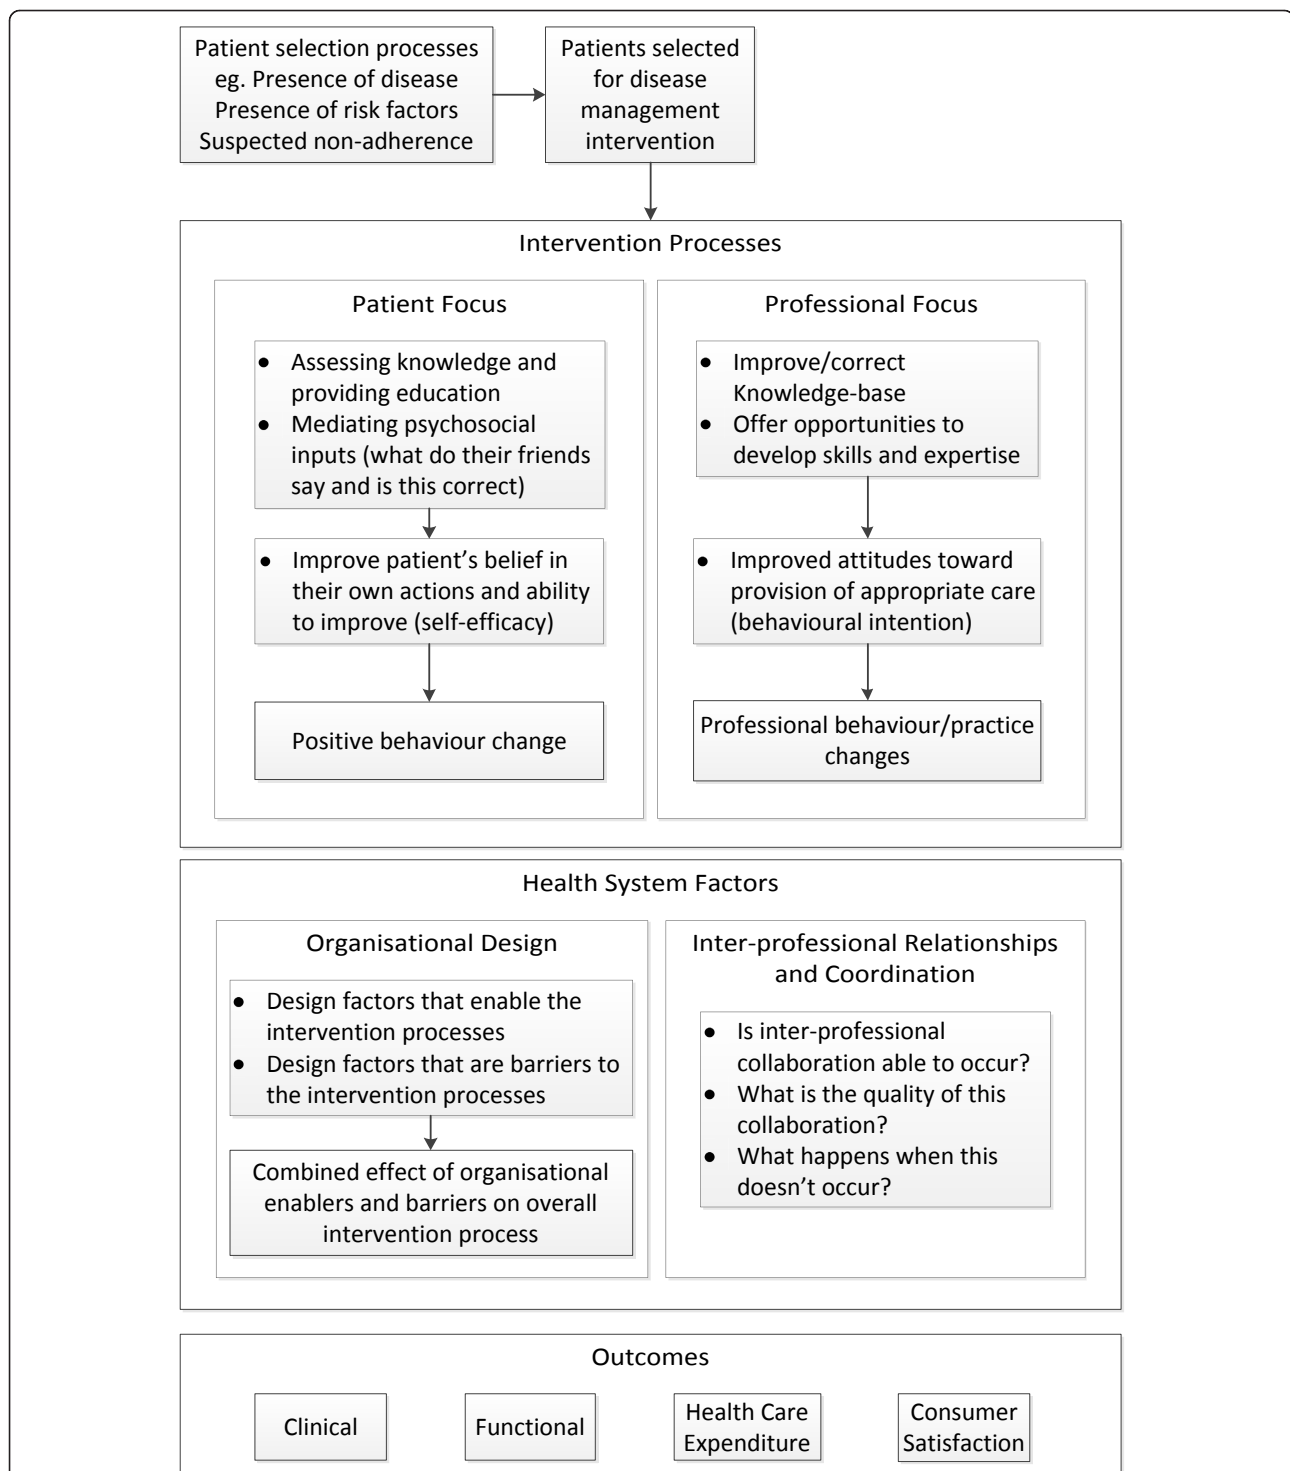 Patient selection processes
eg. Presence of disease
Presence of risk factors
Suspected non-adherence
Patients selected
for disease
management
intervention
Intervention Processes
Patient Focus
● Assessing knowledge and
providing education
● Mediating psychosocial
inputs (what do their friends
say and is this correct)
● Improve patient’s belief in
their own actions and ability
to improve (self-efficacy)
Positive behaviour change
Professional Focus
● Improve/correct
Knowledge-base
● Offer opportunities to
develop skills and expertise
● Improved attitudes toward
provision of appropriate care
(behavioural intention)
Professional behaviour/practice
changes
Health System Factors
Organisational Design
● Design factors that enable the
intervention processes
● Design factors that are barriers to
the intervention processes
Combined effect of organisational
enablers and barriers on overall
intervention process
Inter-professional Relationships
and Coordination
● Is inter-professional
collaboration able to occur?
● What is the quality of this
collaboration?
● What happens when this
doesn’t occur?
Outcomes
Clinical
Functional
Health Care
Expenditure
Consumer
Satisfaction